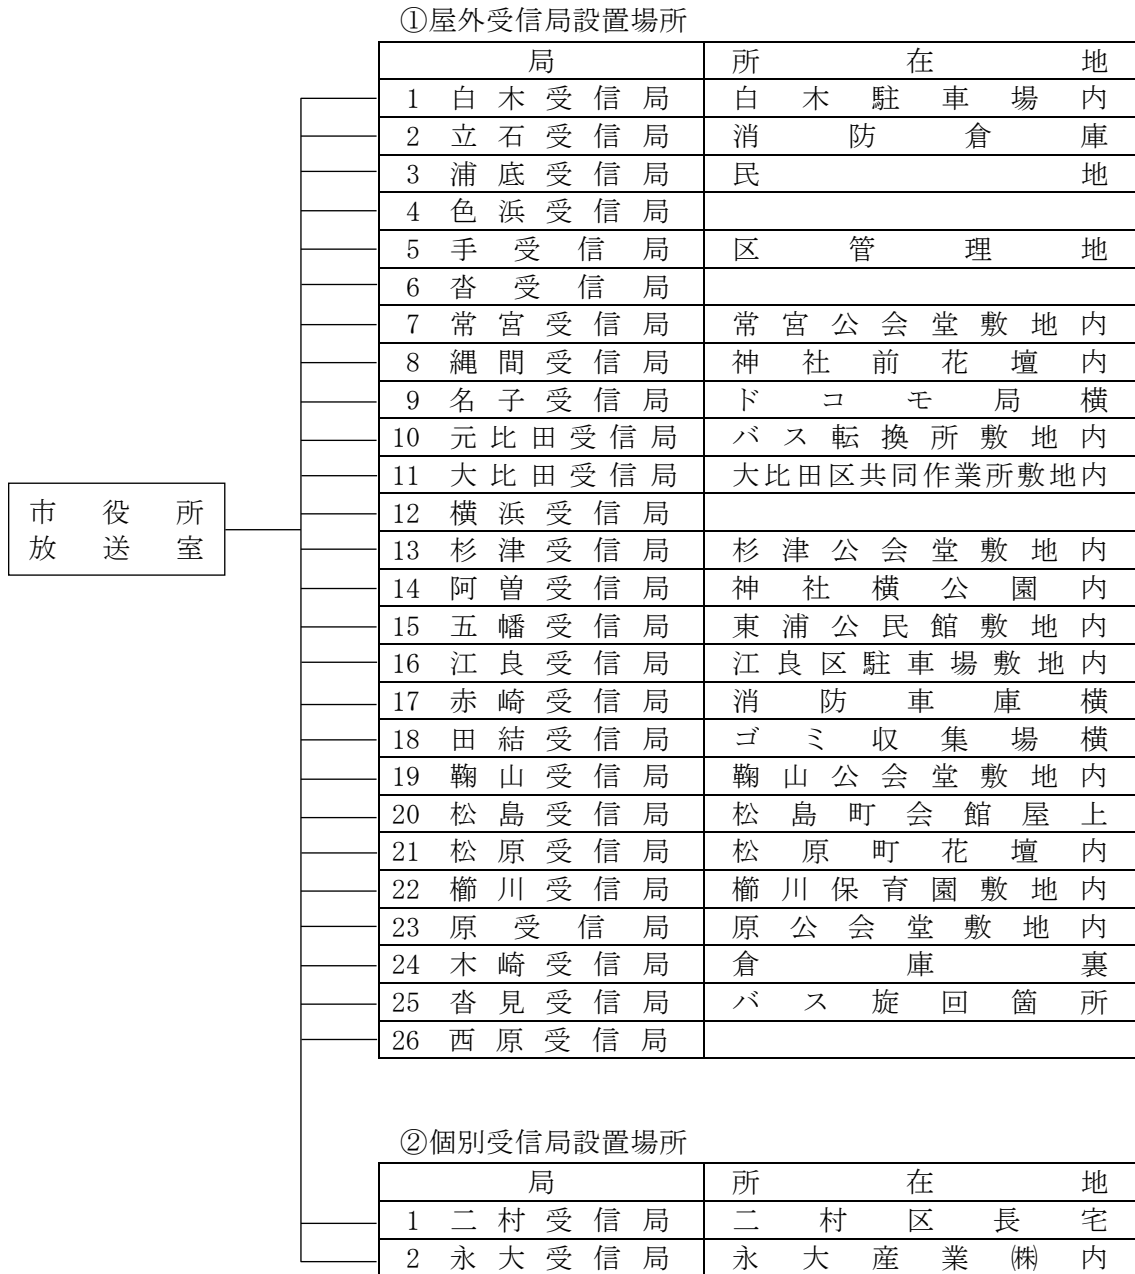 ①屋外受信局設置場所
局 所在地
1 白木受信局 白木駐車場内
2 立石受信局 消防倉庫
3 浦底受信局 民地
4 色浜受信局
5 手受信局 区管理地
6 沓受信局
7 常宮受信局 常宮公会堂敷地内
8 縄間受信局 神社前花壇内
9 名子受信局 ドコモ局横
10 元比田受信局 バス転換所敷地内
11 大比田受信局 大比田区共同作業所敷地内
12 横浜受信局
13 杉津受信局 杉津公会堂敷地内
14 阿曽受信局 神社横公園内
15 五幡受信局 東浦公民館敷地内
16 江良受信局 江良区駐車場敷地内
17 赤崎受信局 消防車庫横
18 田結受信局 ゴミ収集場横
19 鞠山受信局 鞠山公会堂敷地内
20 松島受信局 松島町会館屋上
21 松原受信局 松原町花壇内
22 櫛川受信局 櫛川保育園敷地内
23 原受信局 原公会堂敷地内
24 木崎受信局 倉庫裏
25 沓見受信局 バス旋回箇所
26 西原受信局
市役所
放送室
②個別受信局設置場所
局 所在地
1 二村受信局 二村区長宅
2 永大受信局 永大産業㈱内